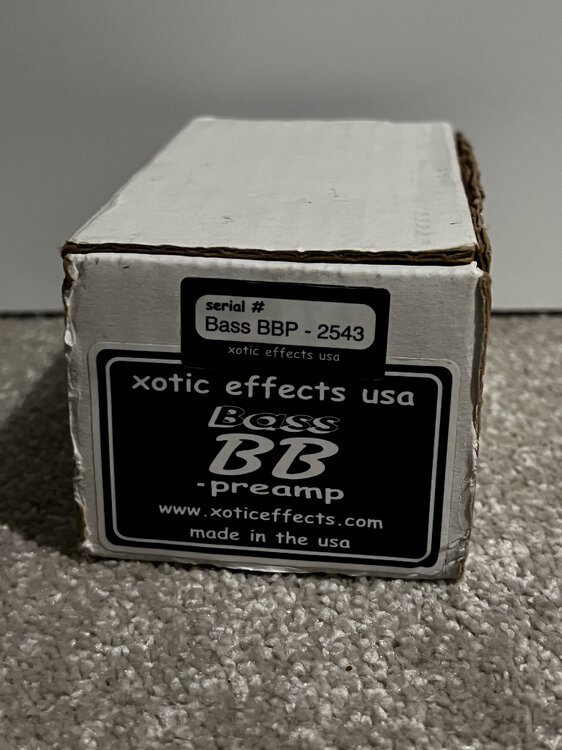 serial #
Bass BBP - 2543
xotic effects usa
xotic effects usa
Bass
BB
-preamp
www.xoticeffects.com
made in the usa